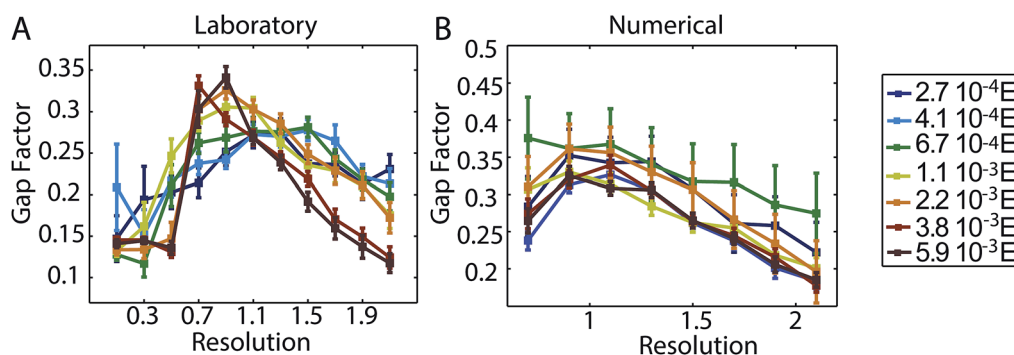 A
Laboratory
Gap Factor
0.35
0.3
0.25
0.2
0.15
0.1
0.3 0.7 1.1 1.5 1.9
Resolution
B
Numerical
Gap Factor
0.5
0.45
0.4
0.35
0.3
0.25
0.2
1 1.5 2
Resolution
2.7 10⁻⁴E
4.1 10⁻⁴E
6.7 10⁻⁴E
1.1 10⁻³E
2.2 10⁻³E
3.8 10⁻³E
5.9 10⁻³E